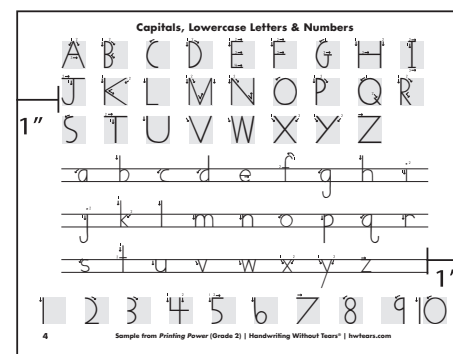 Capitals, Lowercase Letters & Numbers
A B C D E F G H I
J K L M N O P Q R
1″
S T U V W X Y Z
a b c d e f g h i
j k l m n o p q r
s t u v w x y z
1″
1 2 3 4 5 6 7 8 9 10
4 Sample from Printing Power (Grade 2) | Handwriting Without Tears® | hwtears.com